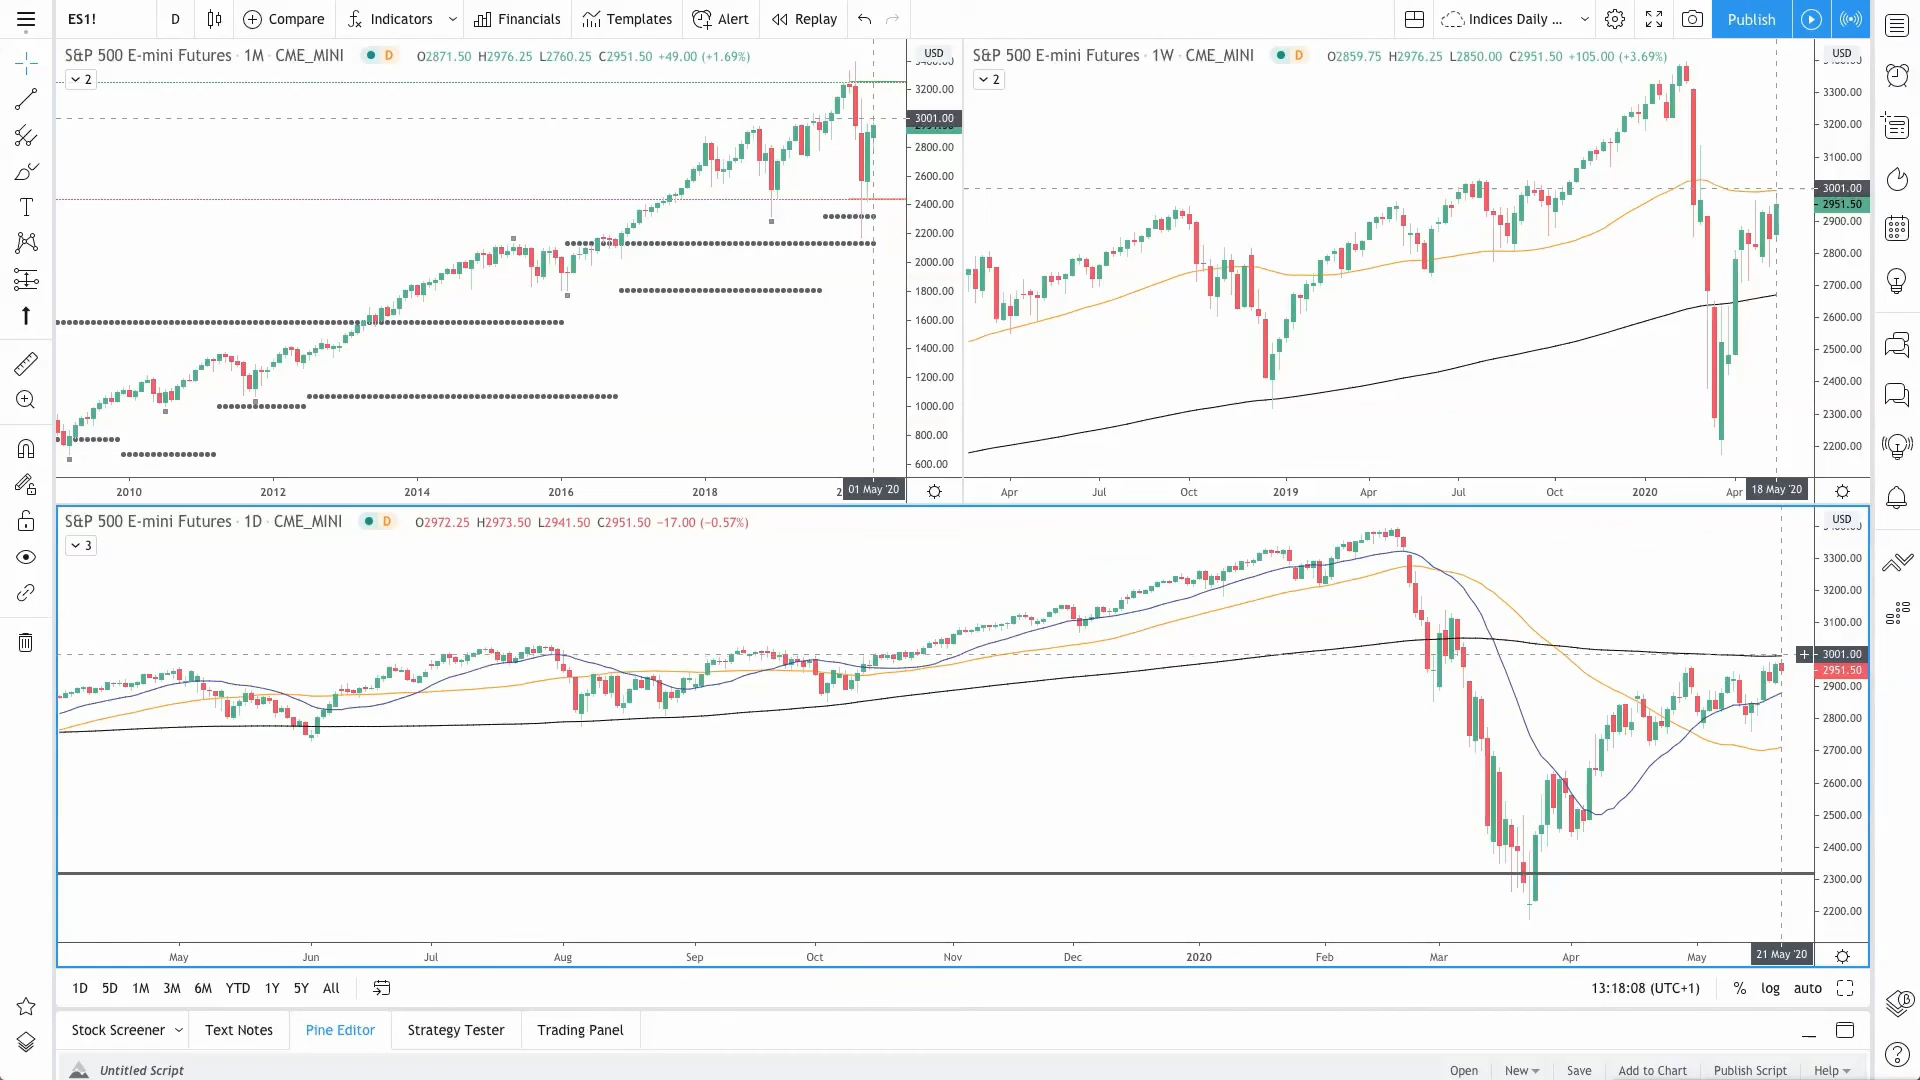 ES1!
D
Compare
Indicators
Financials
Templates
Alert
Replay
Indices Daily ...
Publish
S&P 500 E-mini Futures · 1M · CME_MINI
D
O2871.50 H2976.25 L2760.25 C2951.50 +49.00 (+1.69%)
2
USD
3200.00
3001.00
2800.00
2600.00
2400.00
2200.00
2000.00
1800.00
1600.00
1400.00
1200.00
1000.00
800.00
600.00
2010
2012
2014
2016
2018
01 May '20
S&P 500 E-mini Futures · 1W · CME_MINI
D
O2859.75 H2976.25 L2850.00 C2951.50 +105.00 (+3.69%)
2
USD
3300.00
3200.00
3100.00
3001.00
2951.50
2900.00
2800.00
2700.00
2600.00
2500.00
2400.00
2300.00
2200.00
Apr
Jul
Oct
2019
Apr
Jul
Oct
2020
Apr
18 May '20
S&P 500 E-mini Futures · 1D · CME_MINI
D
O2972.25 H2973.50 L2941.50 C2951.50 −17.00 (−0.57%)
3
USD
3300.00
3200.00
3100.00
3001.00
2951.50
2900.00
2800.00
2700.00
2600.00
2500.00
2400.00
2300.00
2200.00
May
Jun
Jul
Aug
Sep
Oct
Nov
Dec
2020
Feb
Mar
Apr
May
21 May '20
1D 5D 1M 3M 6M YTD 1Y 5Y All
13:18:08 (UTC+1)
% log auto
Stock Screener
Text Notes
Pine Editor
Strategy Tester
Trading Panel
Untitled Script
Open
New
Save
Add to Chart
Publish Script
Help